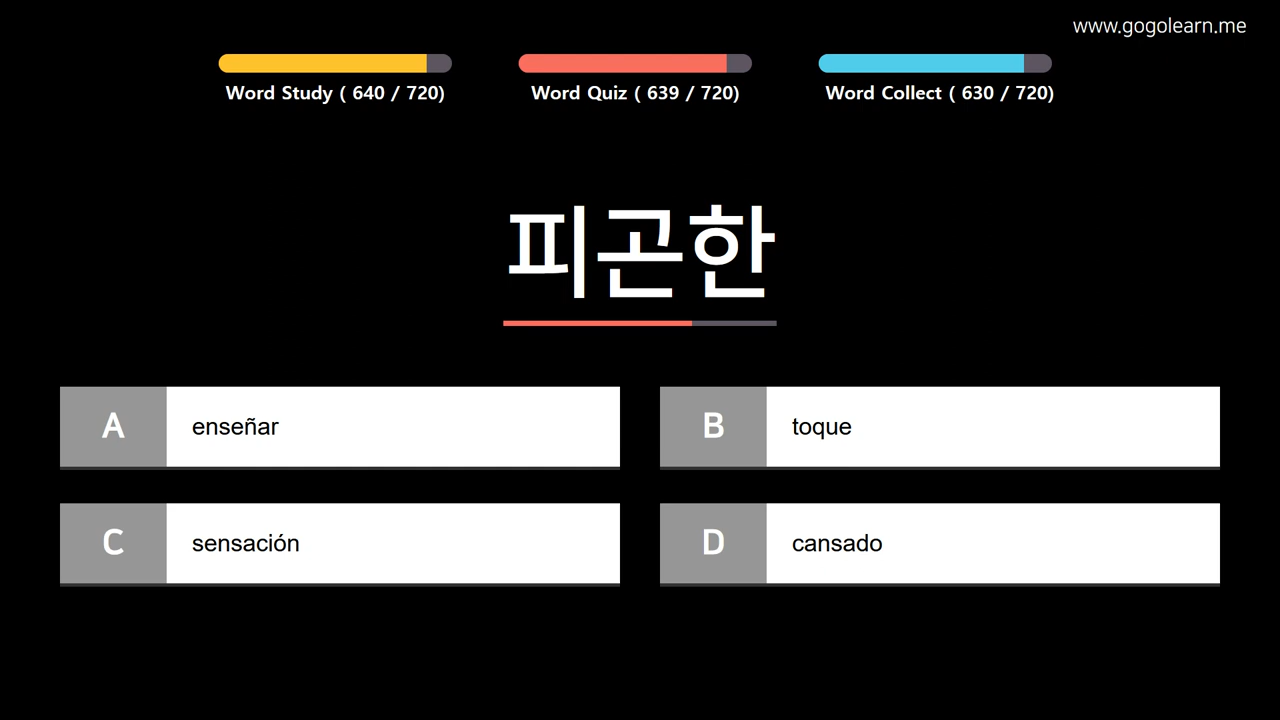 www.gogolearn.me
Word Study ( 640 / 720)
Word Quiz ( 639 / 720)
Word Collect ( 630 / 720)
피곤한
A enseñar
B toque
C sensación
D cansado